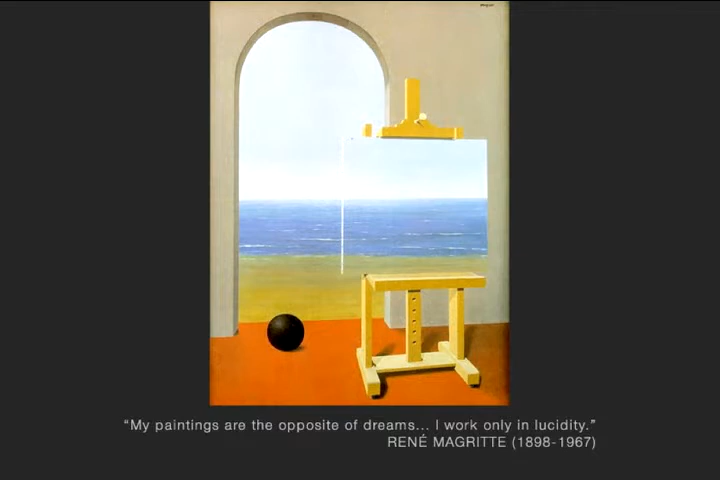 “My paintings are the opposite of dreams... I work only in lucidity.”
RENÉ MAGRITTE (1898-1967)